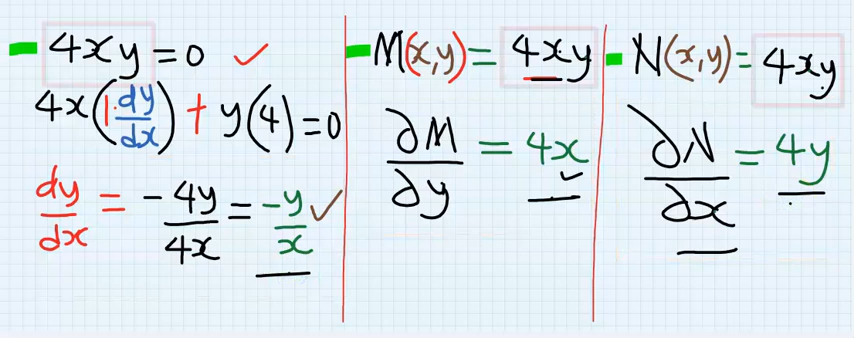 4xy = 0 ✓
4x(1·dy/dx) + y(4) = 0
dy/dx = -4y/4x = -y/x ✓
M(x,y) = 4xy
∂M/∂y = 4x
N(x,y) = 4xy
∂N/∂x = 4y